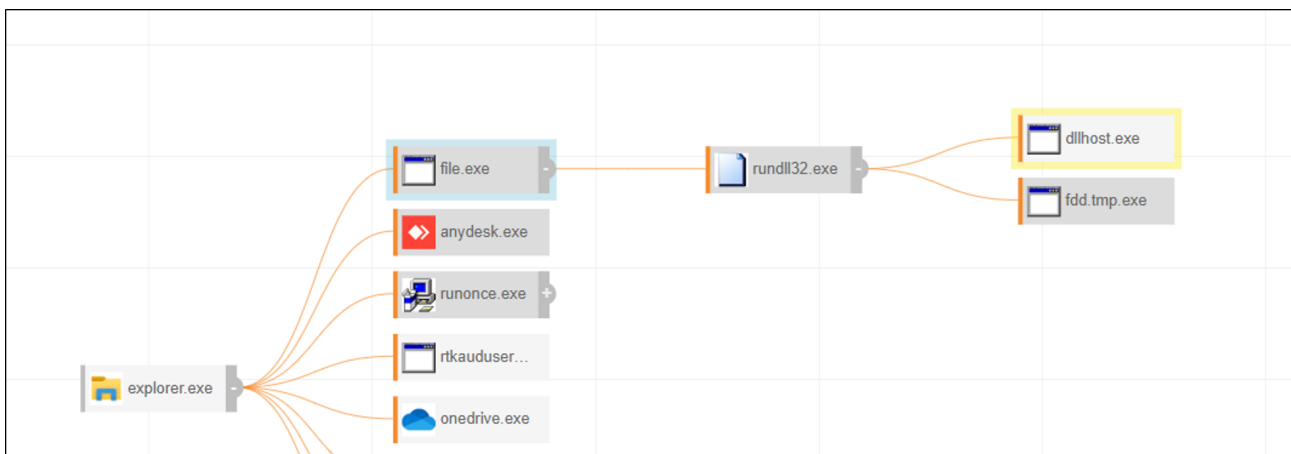 dllhost.exe
file.exe
rundll32.exe
fdd.tmp.exe
anydesk.exe
runonce.exe
rtkauduser...
explorer.exe
onedrive.exe